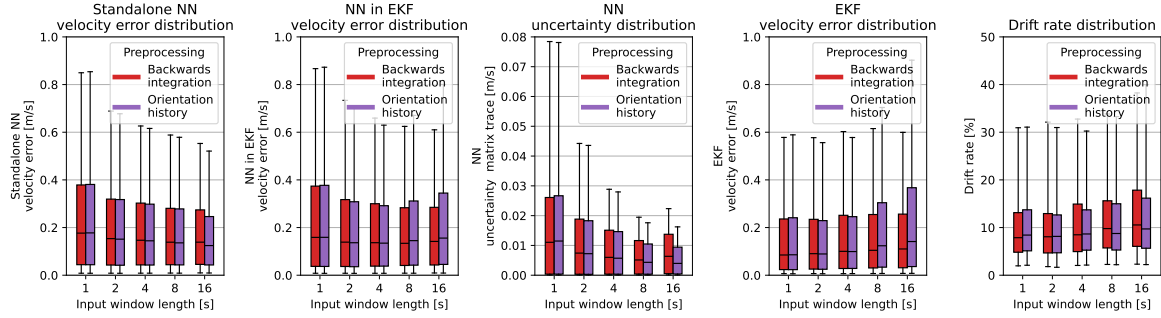 Standalone NN
velocity error distribution
Standalone NN
velocity error [m/s]
1.0
0.8
0.6
0.4
0.2
0.0
Preprocessing
Backwards
integration
Orientation
history
1 2 4 8 16
Input window length [s]
NN in EKF
velocity error distribution
NN in EKF
velocity error [m/s]
1.0
0.8
0.6
0.4
0.2
0.0
Preprocessing
Backwards
integration
Orientation
history
1 2 4 8 16
Input window length [s]
NN
uncertainty distribution
NN
uncertainty matrix trace [m/s]
0.08
0.07
0.06
0.05
0.04
0.03
0.02
0.01
0.00
Preprocessing
Backwards
integration
Orientation
history
1 2 4 8 16
Input window length [s]
EKF
velocity error distribution
EKF
velocity error [m/s]
1.0
0.8
0.6
0.4
0.2
0.0
Preprocessing
Backwards
integration
Orientation
history
1 2 4 8 16
Input window length [s]
Drift rate distribution
Drift rate [%]
50
40
30
20
10
0
Preprocessing
Backwards
integration
Orientation
history
1 2 4 8 16
Input window length [s]